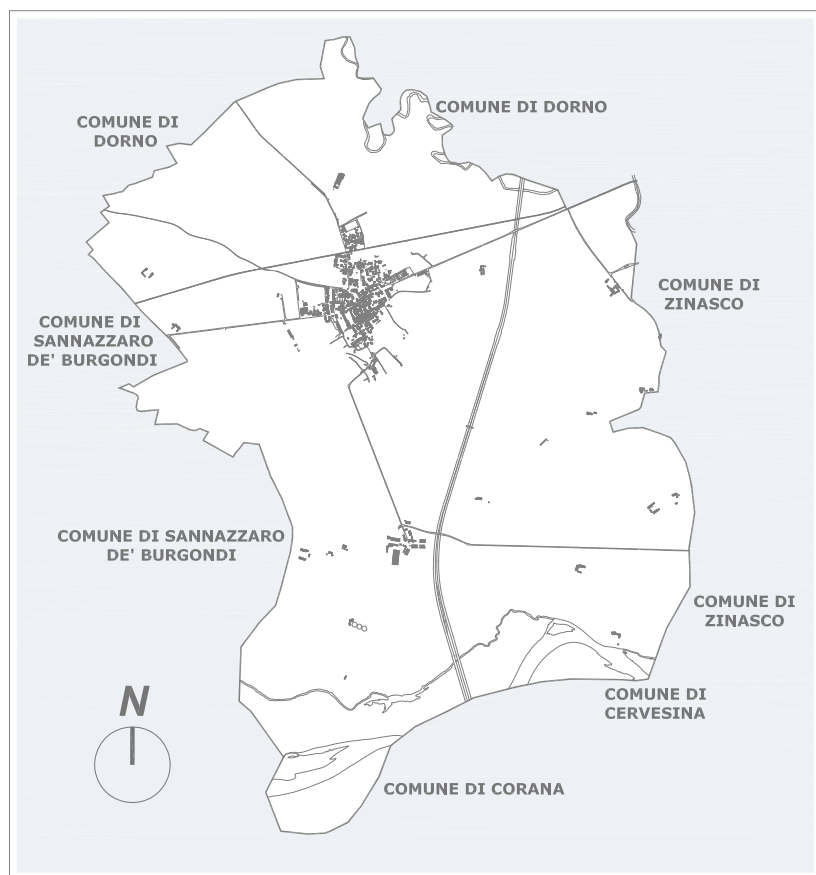 COMUNE DI DORNO
COMUNE DI
DORNO
COMUNE DI
ZINASCO
COMUNE DI
SANNAZZARO
DE' BURGONDI
COMUNE DI SANNAZZARO
DE' BURGONDI
COMUNE DI
ZINASCO
N
COMUNE DI
CERVESINA
COMUNE DI CORANA